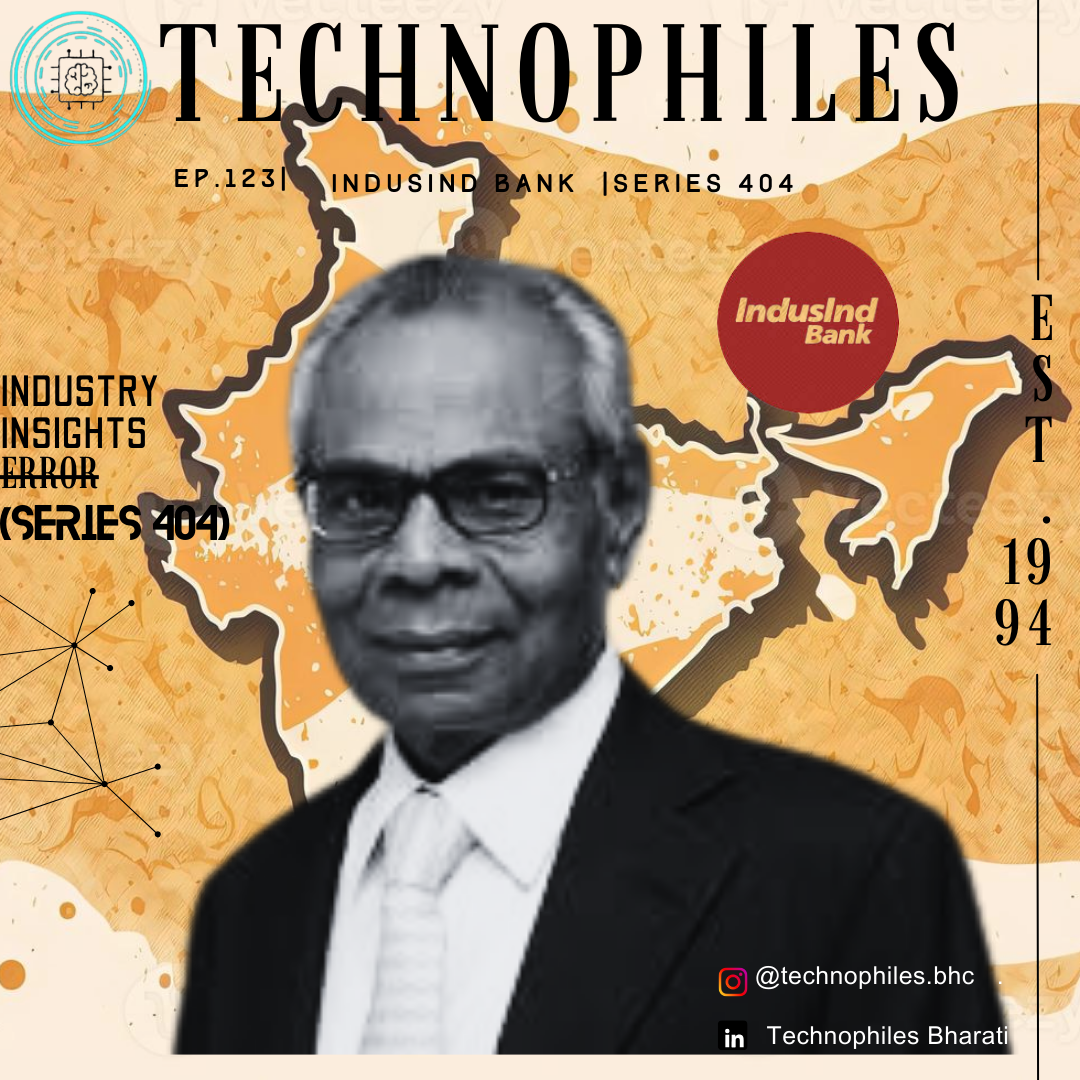 TECHNOPHILES
EP.123| INDUSIND BANK |SERIES 404
IndusInd
Bank
INDUSTRY
INSIGHTS
ERROR
(SERIES 404)
E
S
T
.
19
94
@technophiles.bhc
in Technophiles Bharati